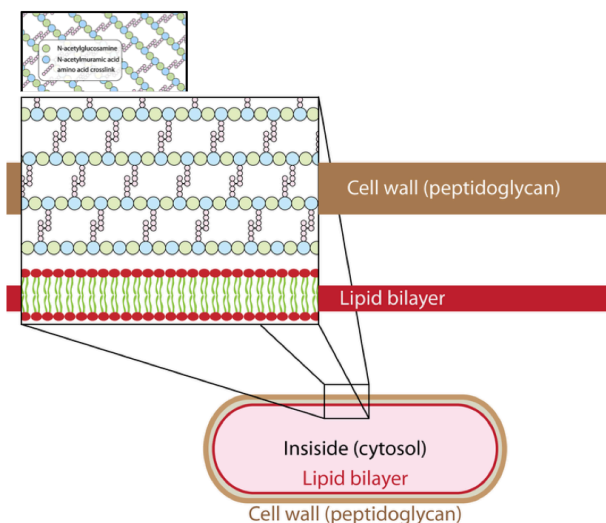 N-acetylglucosamine
N-acetylmuramic acid
amino acid crosslink
Cell wall (peptidoglycan)
Lipid bilayer
Insiside (cytosol)
Lipid bilayer
Cell wall (peptidoglycan)